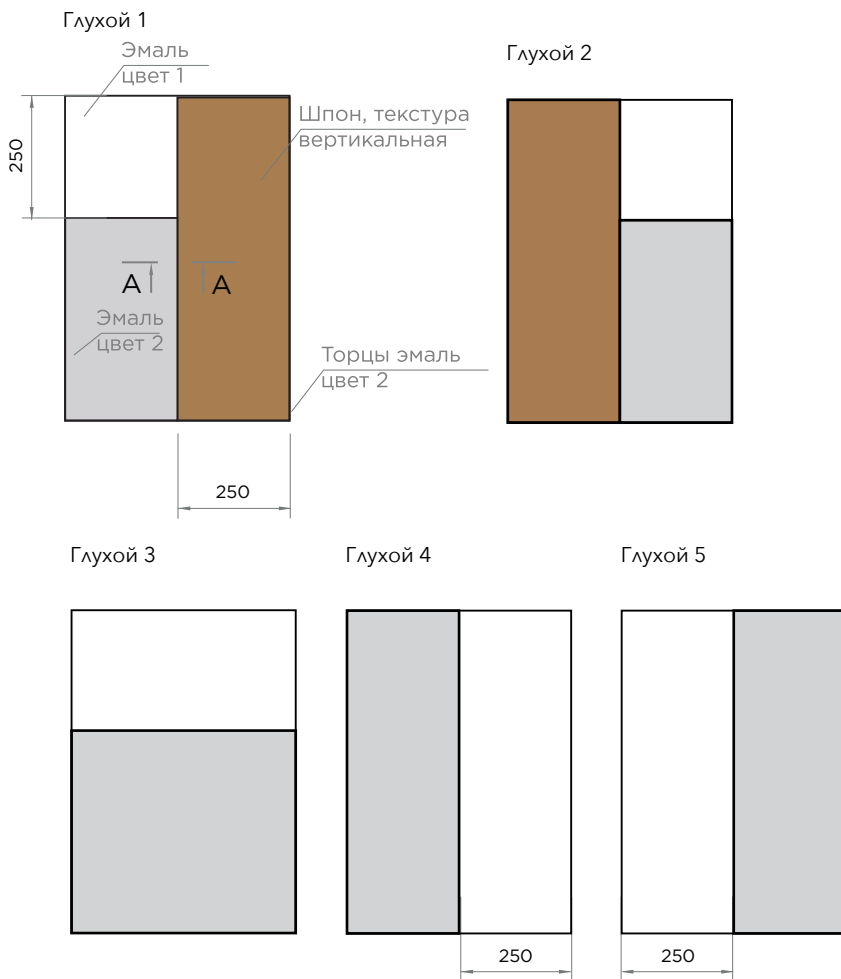 Глухой 1
Эмаль
цвет 1
Глухой 2
Шпон, текстура
вертикальная
250
А
А
Эмаль
цвет 2
Торцы эмаль
цвет 2
250
Глухой 3
Глухой 4
Глухой 5
250
250